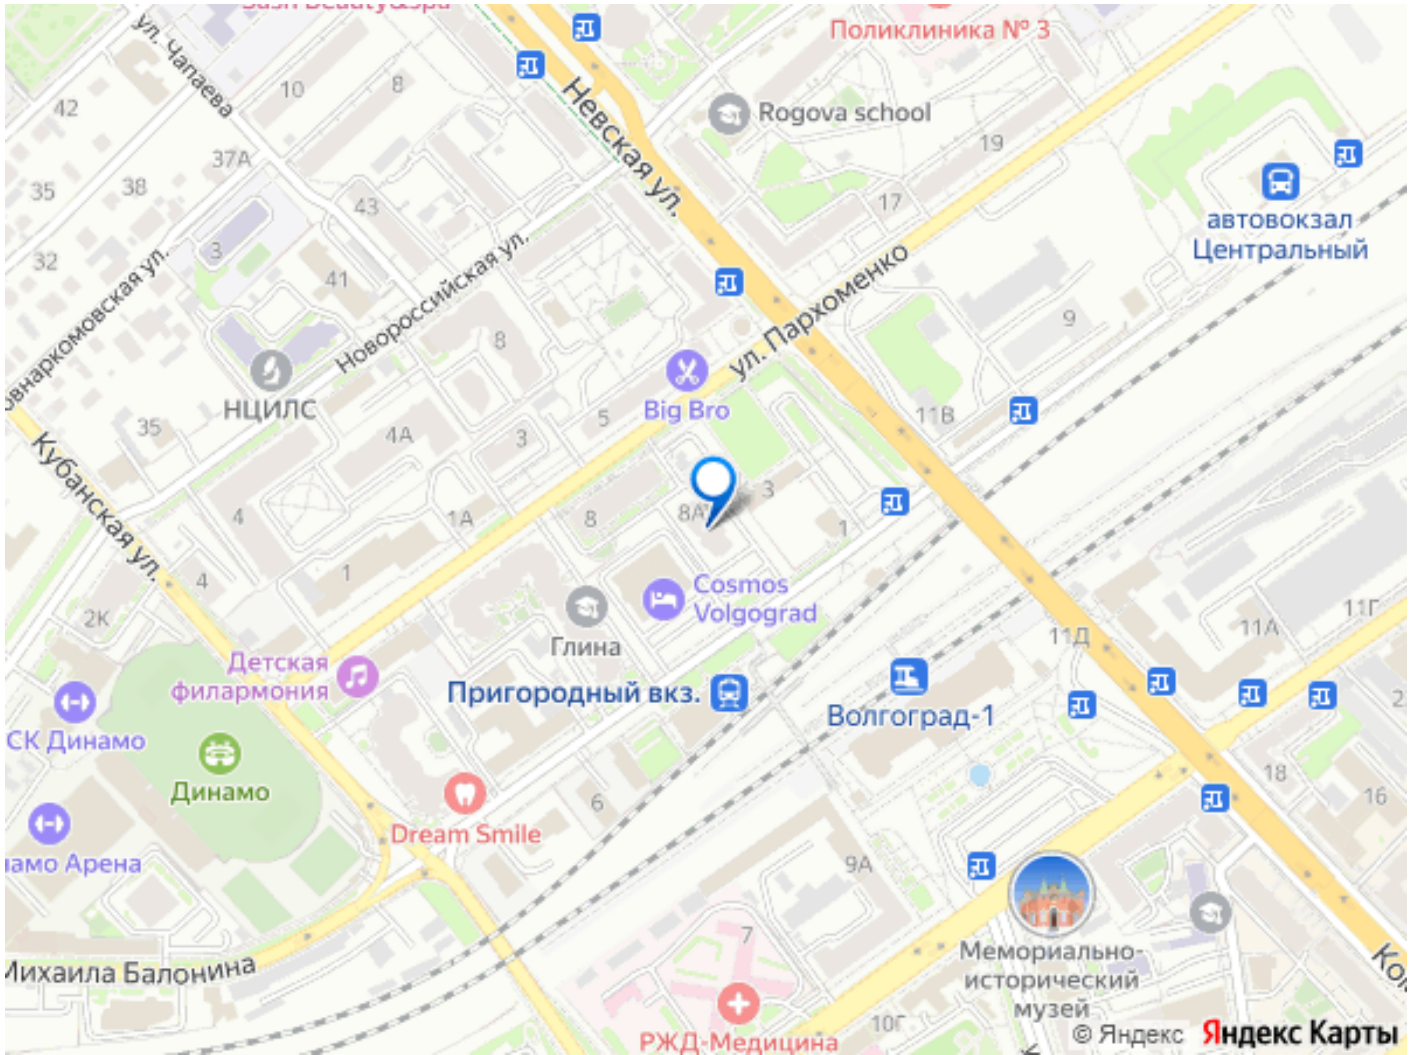 Поликлиника № 3
ул. Чапаева
10
8
42
Невская ул.
Rogova school
19
37А
35
38
43
17
автовокзал
Центральный
3
32
41
Новороссийская ул.
ул. Пархоменко
9
8
НЦИЛС
Big Bro
11В
5
35
4А
3
Кубанская ул.
3
4
1А
8
8А
1
1
4
2К
Cosmos
Volgograd
11Г
11А
11Д
Глина
Детская
филармония
Пригородный вкз.
Волгоград-1
СК Динамо
Динамо
18
16
6
Dream Smile
9А
7
Мемориально-
исторический
музей
Михаила Балонина
10Г
РЖД-Медицина
© Яндекс Яндекс Карты